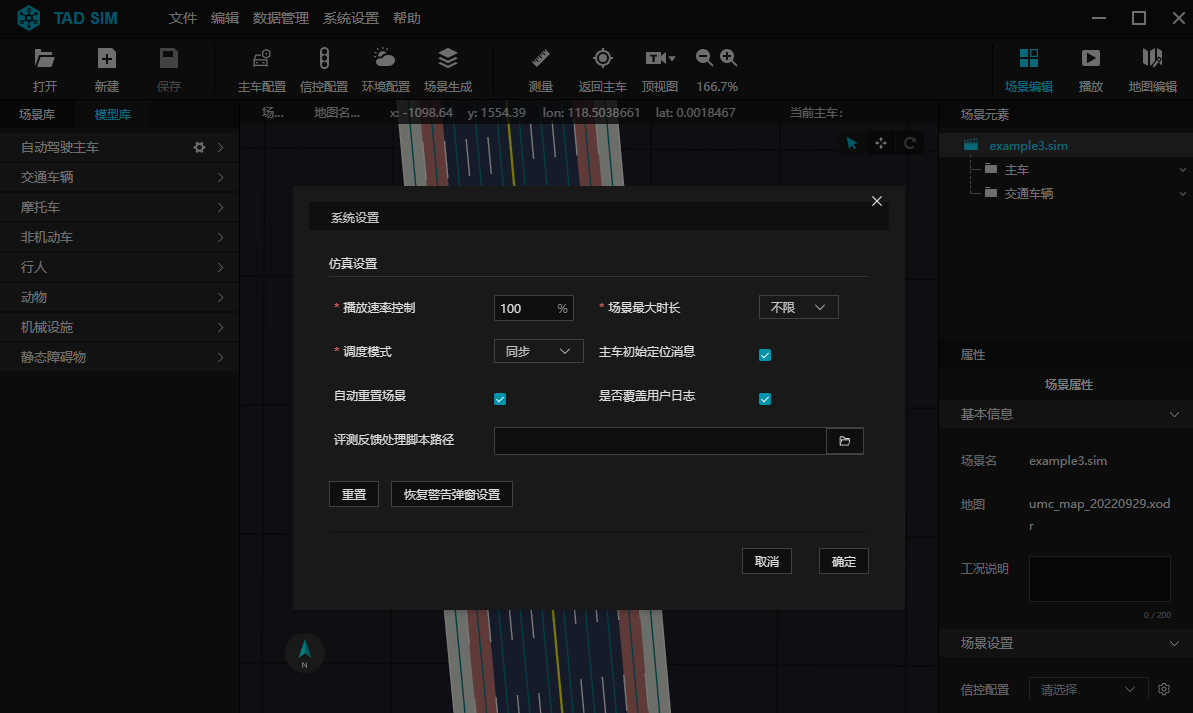 TAD SIM 文件 编辑 数据管理 系统设置 帮助
打开 新建 保存 主车配置 信控配置 环境配置 场景生成 测量 返回主车 顶视图 166.7% 场景编辑 播放 地图编辑
场景库 模型库 场... 地图名... x: -1098.64 y: 1554.39 lon: 118.5038661 lat: 0.0018467 当前主车: 场景元素
自动驾驶主车
交通车辆
摩托车
非机动车
行人
动物
机械设施
静态障碍物
系统设置
仿真设置
* 播放速率控制 100 % * 场景最大时长 不限
* 调度模式 同步 主车初始定位消息
自动重置场景 是否覆盖用户日志
评测反馈处理脚本路径
重置 恢复警告弹窗设置
取消 确定
N
example3.sim
主车
交通车辆
属性
场景属性
基本信息
场景名 example3.sim
地图 umc_map_20220929.xod
r
工况说明
0 / 200
场景设置
信控配置 请选择